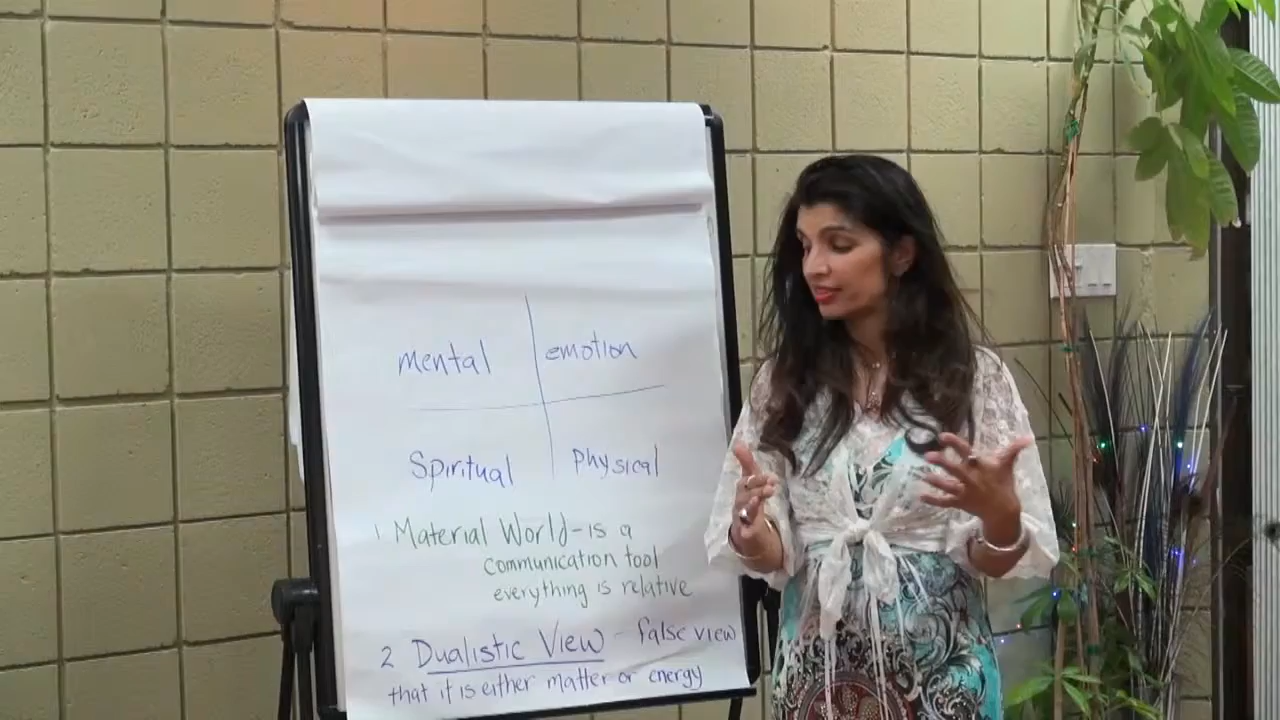 mental emotion
Spiritual Physical
1 Material World - is a
communication tool
everything is relative
2 Dualistic View - false view
that it is either matter or energy